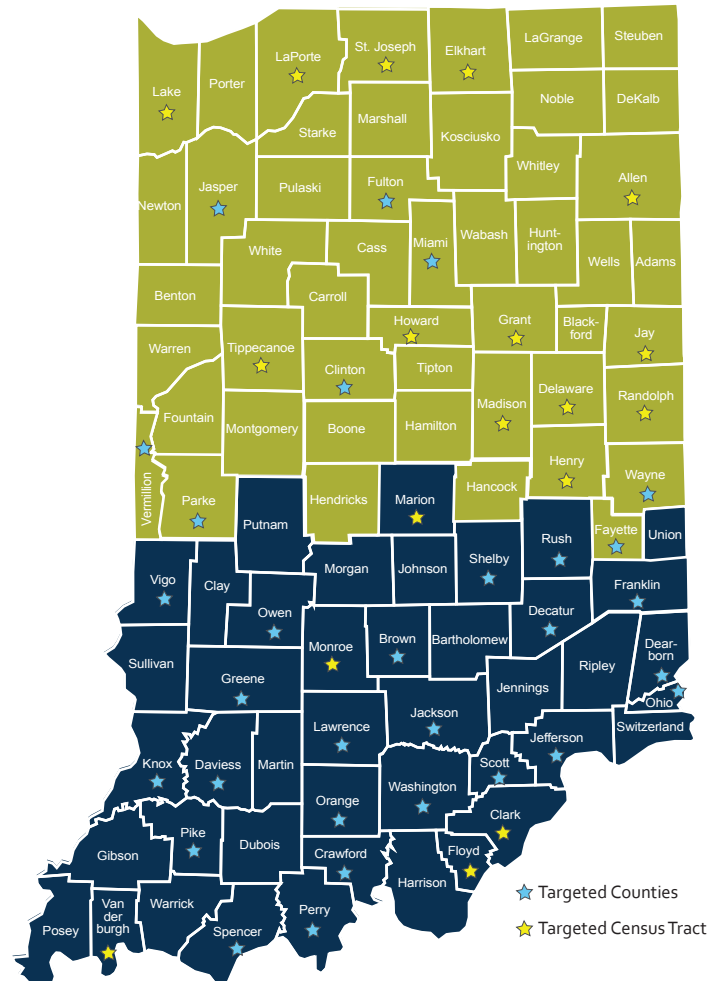 St. Joseph
LaGrange
Steuben
Elkhart
LaPorte
Porter
Lake
Noble
DeKalb
Marshall
Starke
Kosciusko
Whitley
Allen
Jasper
Pulaski
Fulton
Newton
Wabash
Hunt-
ington
Miami
White
Cass
Wells
Adams
Benton
Carroll
Howard
Grant
Black-
ford
Jay
Warren
Tippecanoe
Clinton
Tipton
Delaware
Randolph
Madison
Fountain
Montgomery
Boone
Hamilton
Henry
Wayne
Vermillion
Parke
Hendricks
Marion
Hancock
Putnam
Fayette
Union
Rush
Shelby
Morgan
Johnson
Vigo
Clay
Franklin
Owen
Decatur
Monroe
Brown
Bartholomew
Dear-
born
Sullivan
Ripley
Greene
Jennings
Ohio
Lawrence
Jackson
Switzerland
Jefferson
Knox
Daviess
Martin
Scott
Washington
Orange
Clark
Pike
Dubois
Floyd
Gibson
Crawford
Harrison
Van
der
burgh
Warrick
Perry
Posey
Spencer
Targeted Counties
Targeted Census Tract